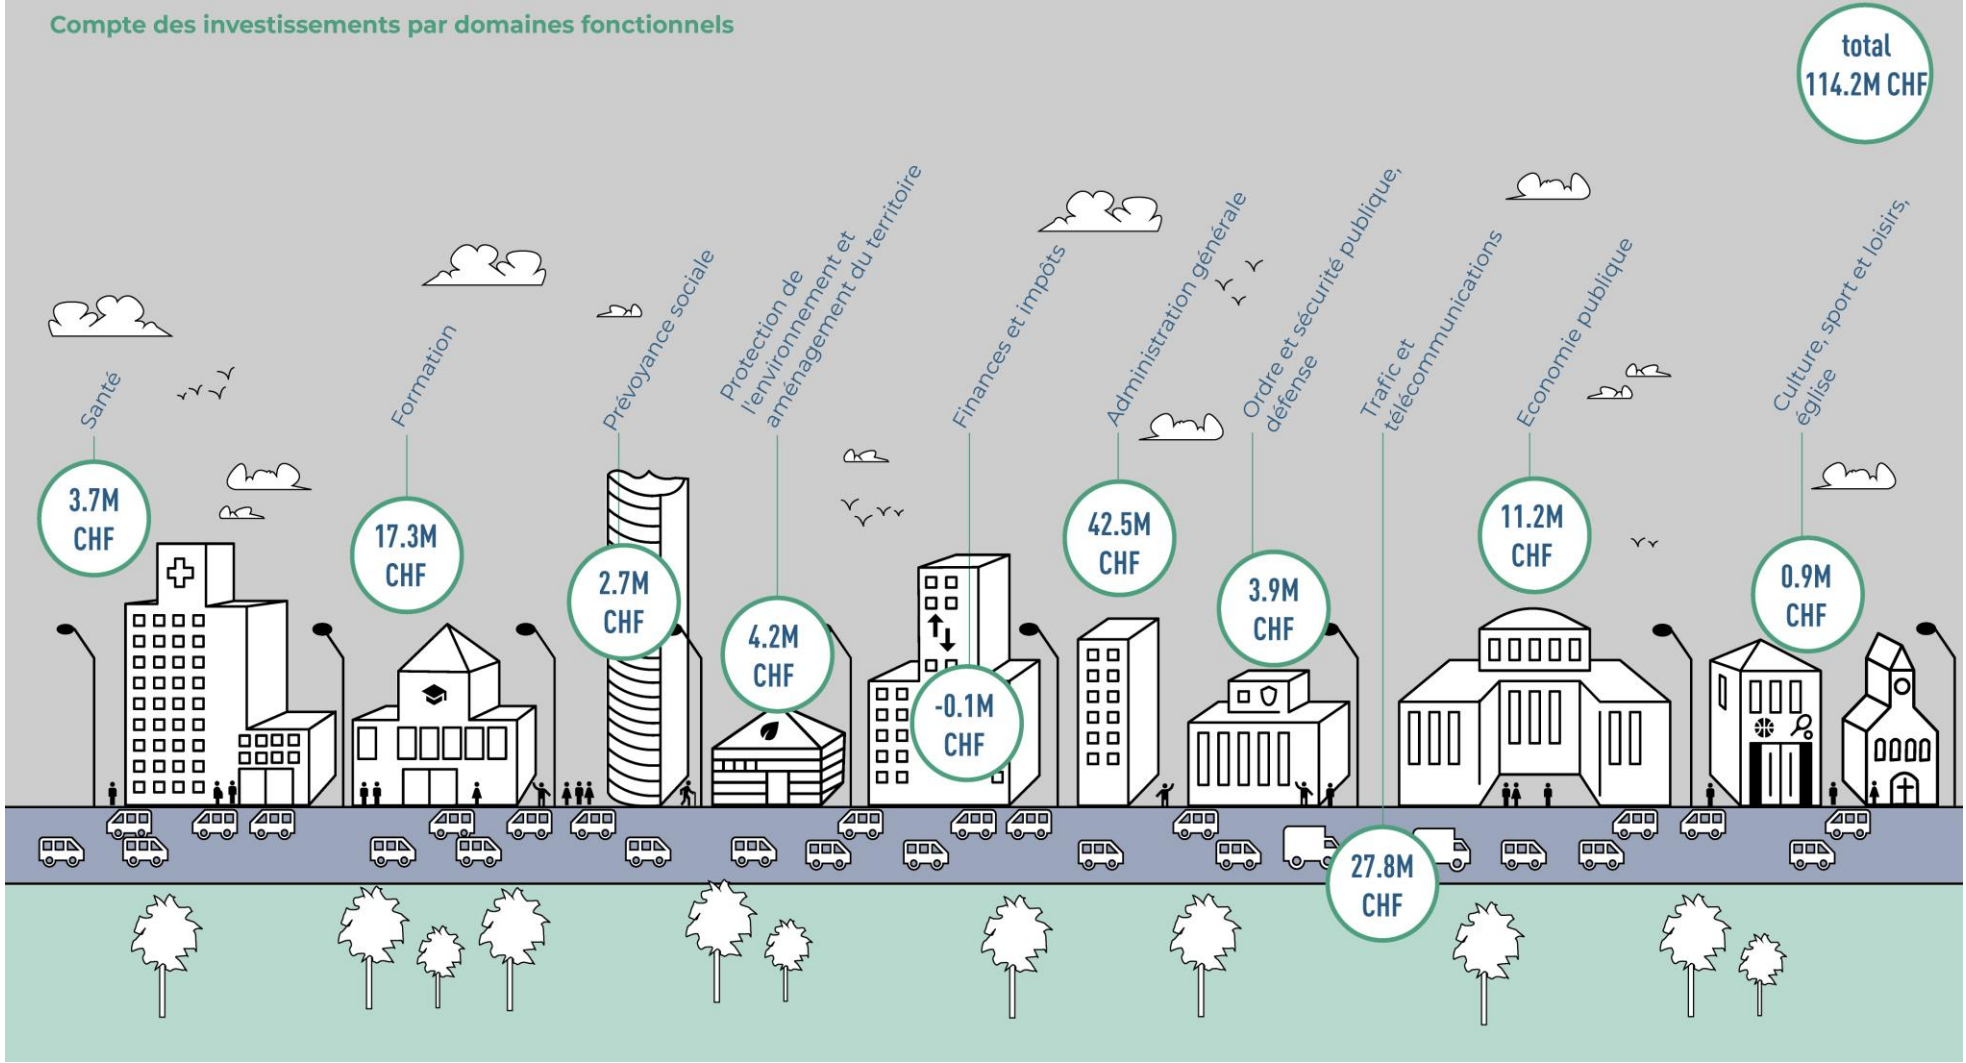 Compte des investissements par domaines fonctionnels
total
114.2M CHF
Santé
3.7M
CHF
Formation
17.3M
CHF
Prévoyance sociale
2.7M
CHF
Protection de
l'environnement et
aménagement du territoire
4.2M
CHF
Finances et impôts
-0.1M
CHF
Administration générale
42.5M
CHF
Ordre et sécurité publique,
défense
3.9M
CHF
Trafic et
télécommunications
27.8M
CHF
Economie publique
11.2M
CHF
Culture, sport et loisirs,
église
0.9M
CHF